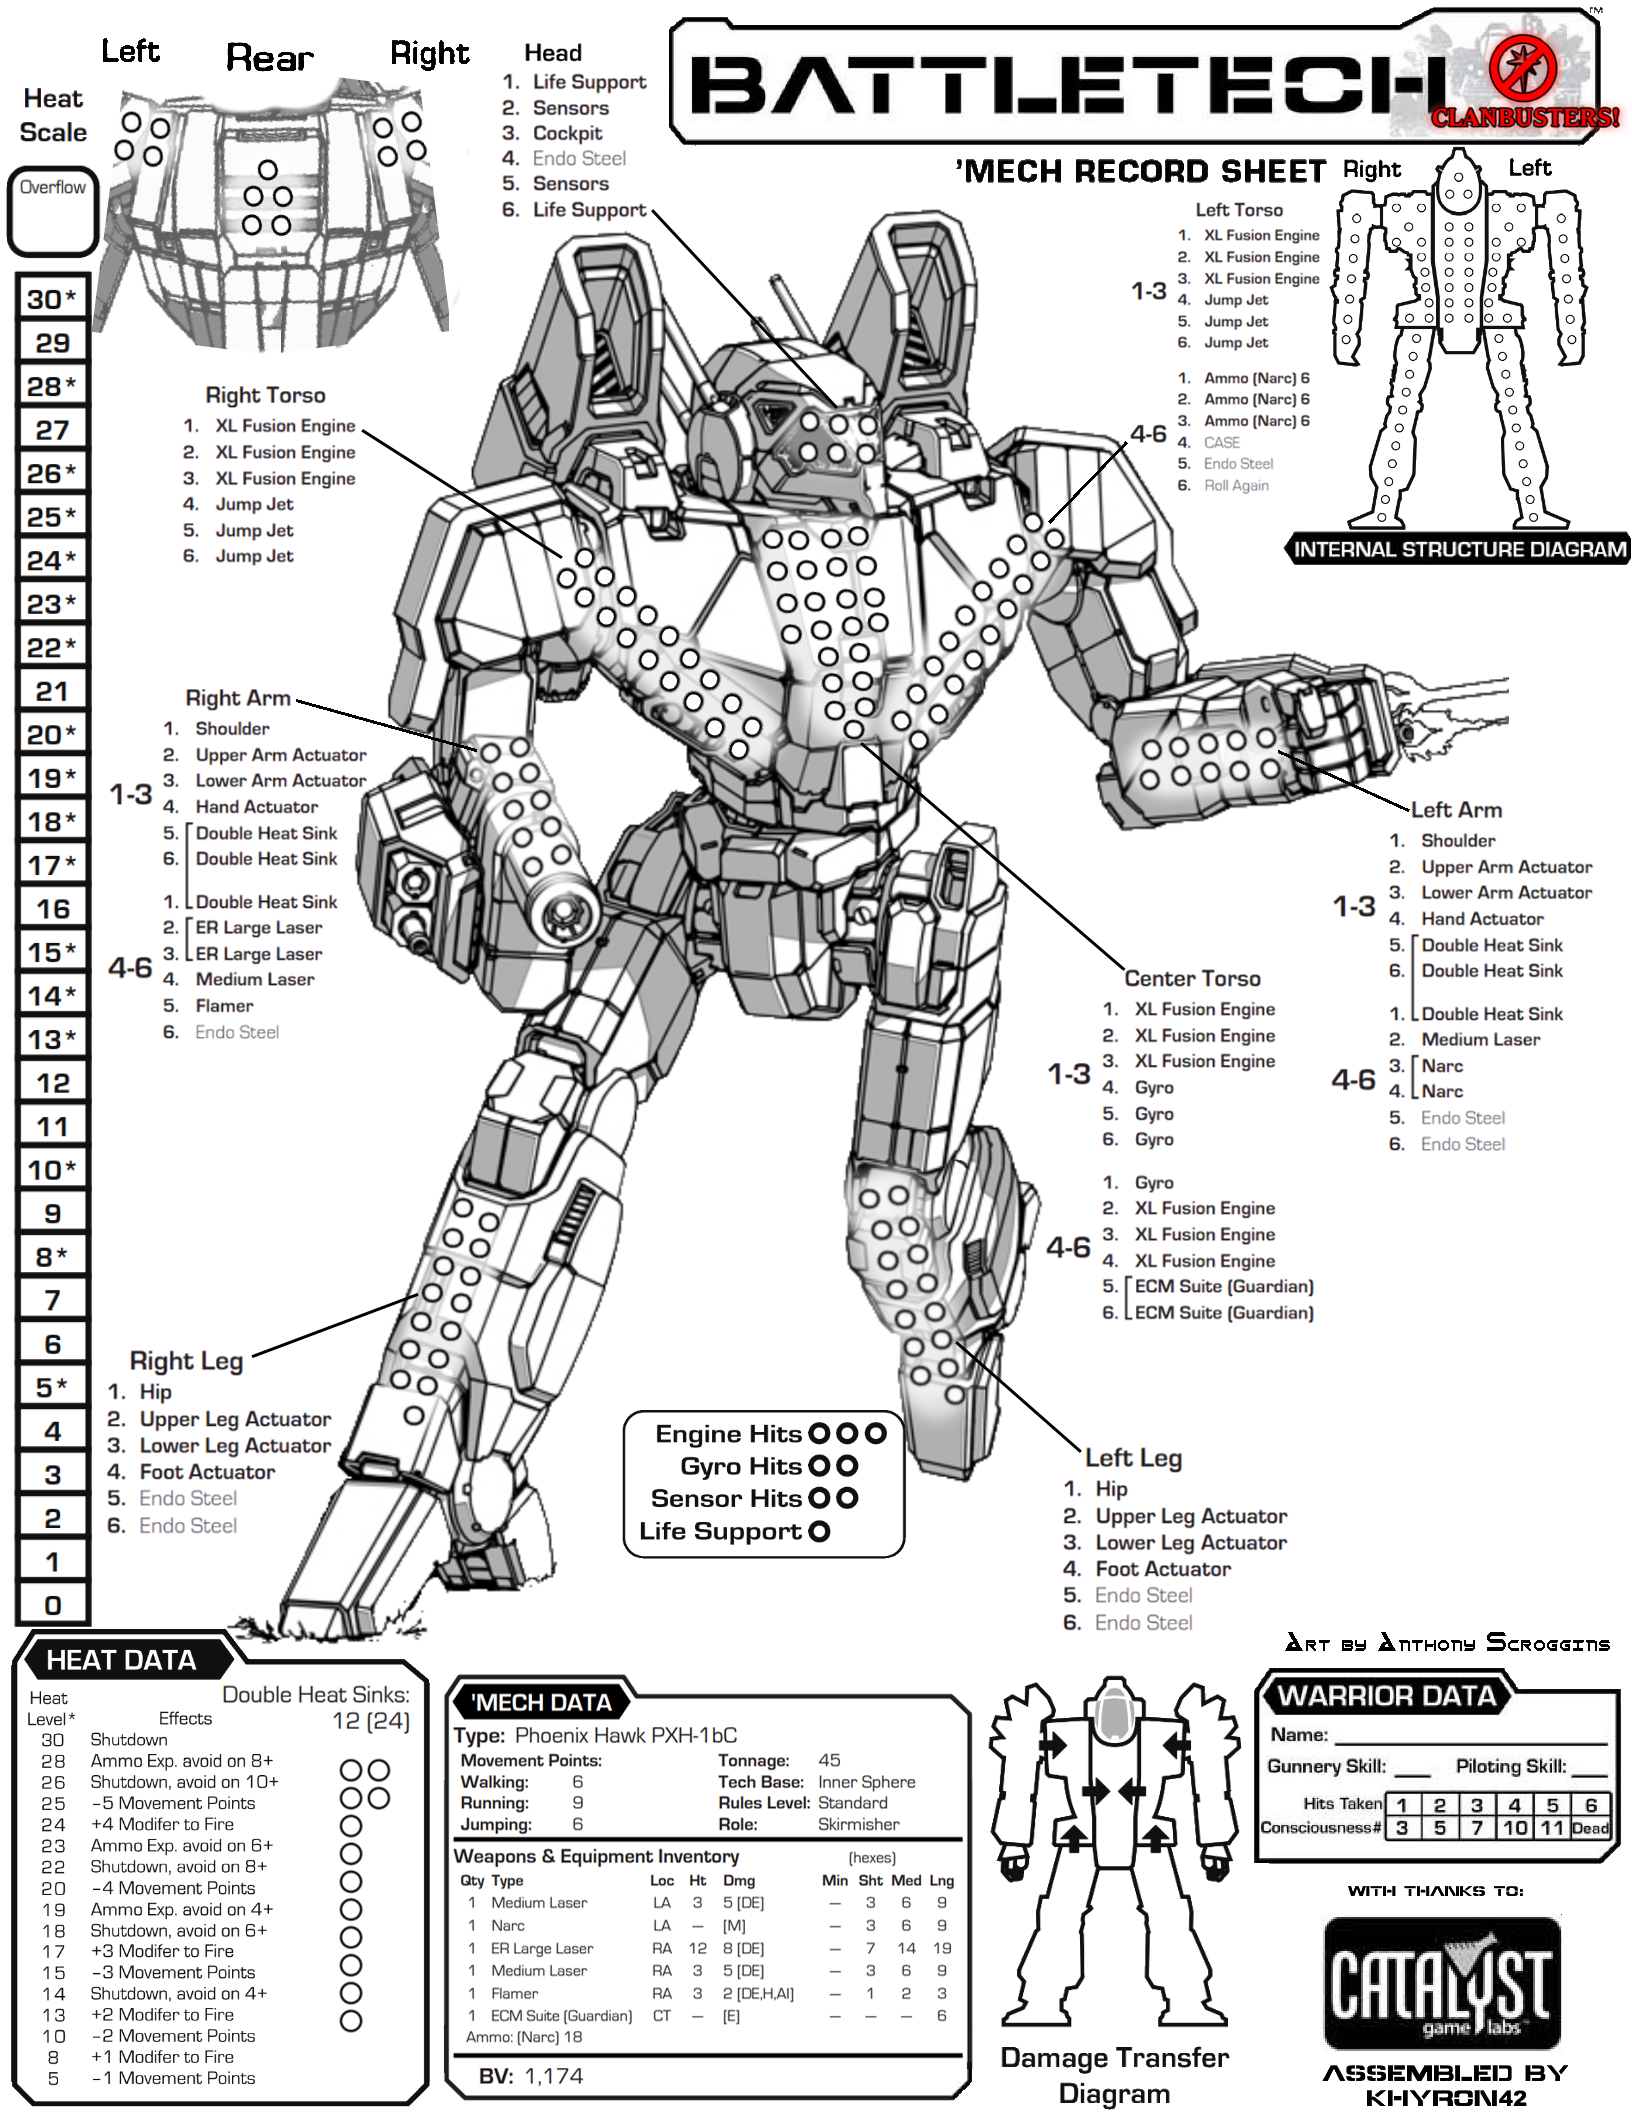 BATTLETECH
TM
CLANBUSTERS!
'MECH RECORD SHEET
Left Rear Right
Heat
Scale
Overflow
30*
29
28*
27
26*
25*
24*
23*
22*
21
20*
19*
18*
17*
16
15*
14*
13*
12
11
10*
9
8*
7
6
5*
4
3
2
1
0
Head
1. Life Support
2. Sensors
3. Cockpit
4. Endo Steel
5. Sensors
6. Life Support
Right Left
INTERNAL STRUCTURE DIAGRAM
Left Torso
1-3
1. XL Fusion Engine
2. XL Fusion Engine
3. XL Fusion Engine
4. Jump Jet
5. Jump Jet
6. Jump Jet
4-6
1. Ammo (Narc) 6
2. Ammo (Narc) 6
3. Ammo (Narc) 6
4. CASE
5. Endo Steel
6. Roll Again
Right Torso
1. XL Fusion Engine
2. XL Fusion Engine
3. XL Fusion Engine
4. Jump Jet
5. Jump Jet
6. Jump Jet
Right Arm
1-3
1. Shoulder
2. Upper Arm Actuator
3. Lower Arm Actuator
4. Hand Actuator
5. Double Heat Sink
6. Double Heat Sink
4-6
1. Double Heat Sink
2. ER Large Laser
3. ER Large Laser
4. Medium Laser
5. Flamer
6. Endo Steel
Left Arm
1-3
1. Shoulder
2. Upper Arm Actuator
3. Lower Arm Actuator
4. Hand Actuator
5. Double Heat Sink
6. Double Heat Sink
4-6
1. Double Heat Sink
2. Medium Laser
3. Narc
4. Narc
5. Endo Steel
6. Endo Steel
Center Torso
1-3
1. XL Fusion Engine
2. XL Fusion Engine
3. XL Fusion Engine
4. Gyro
5. Gyro
6. Gyro
4-6
1. Gyro
2. XL Fusion Engine
3. XL Fusion Engine
4. XL Fusion Engine
5. ECM Suite (Guardian)
6. ECM Suite (Guardian)
Right Leg
1. Hip
2. Upper Leg Actuator
3. Lower Leg Actuator
4. Foot Actuator
5. Endo Steel
6. Endo Steel
Engine Hits
Gyro Hits
Sensor Hits
Life Support
Left Leg
1. Hip
2. Upper Leg Actuator
3. Lower Leg Actuator
4. Foot Actuator
5. Endo Steel
6. Endo Steel
Art by Anthony Scroggins
HEAT DATA
Double Heat Sinks:
12 (24)
Heat
Level* Effects
30 Shutdown
28 Ammo Exp. avoid on 8+
26 Shutdown, avoid on 10+
25 -5 Movement Points
24 +4 Modifer to Fire
23 Ammo Exp. avoid on 6+
22 Shutdown, avoid on 8+
20 -4 Movement Points
19 Ammo Exp. avoid on 4+
18 Shutdown, avoid on 6+
17 +3 Modifer to Fire
15 -3 Movement Points
14 Shutdown, avoid on 4+
13 +2 Modifer to Fire
10 -2 Movement Points
8 +1 Modifer to Fire
5 -1 Movement Points
'MECH DATA
Type: Phoenix Hawk PXH-1bC
Movement Points: Tonnage: 45
Walking: 6 Tech Base: Inner Sphere
Running: 9 Rules Level: Standard
Jumping: 6 Role: Skirmisher
Weapons & Equipment Inventory (hexes)
Qty Type Loc Ht Dmg Min Sht Med Lng
1 Medium Laser LA 3 5 [DE] — 3 6 9
1 Narc LA — [M] — 3 6 9
1 ER Large Laser RA 12 8 [DE] — 7 14 19
1 Medium Laser RA 3 5 [DE] — 3 6 9
1 Flamer RA 3 2 [DE,H,AI] — 1 2 3
1 ECM Suite (Guardian) CT — [E] — — — 6
Ammo: (Narc) 18
BV: 1,174
Damage Transfer
Diagram
WARRIOR DATA
Name:
Gunnery Skill: Piloting Skill:
Hits Taken 1 2 3 4 5 6
Consciousness# 3 5 7 10 11 Dead
WITH THANKS TO:
CATALYST
game labs
ASSEMBLED BY
KHYRON42